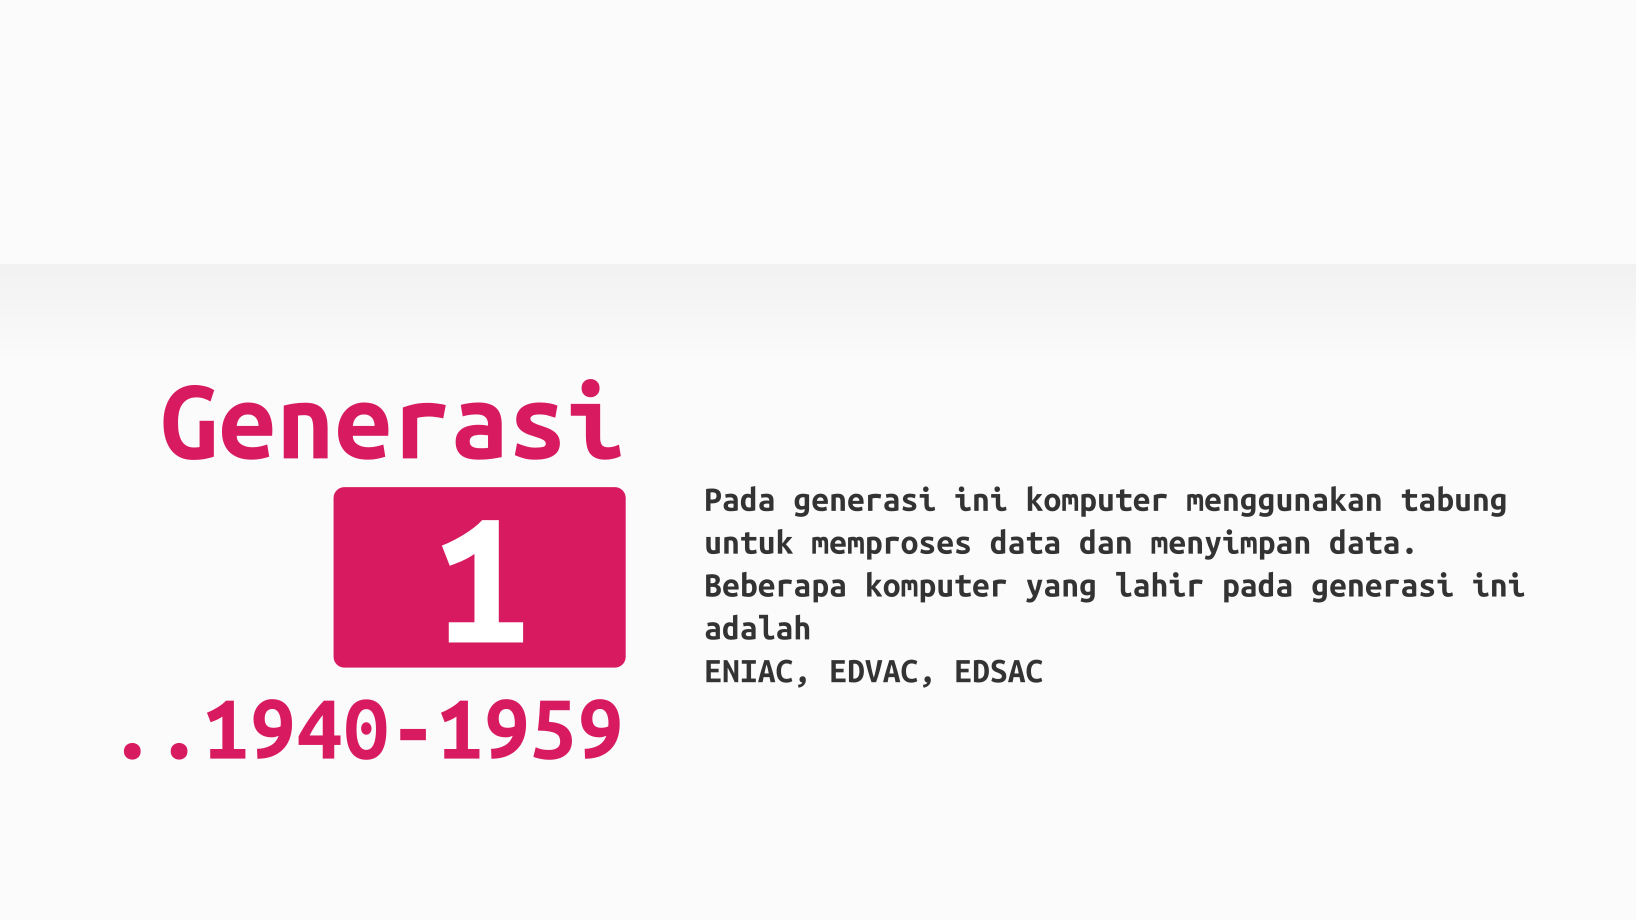 Generasi
1
..1940-1959
Pada generasi ini komputer menggunakan tabung
untuk memproses data dan menyimpan data.
Beberapa komputer yang lahir pada generasi ini
adalah
ENIAC, EDVAC, EDSAC